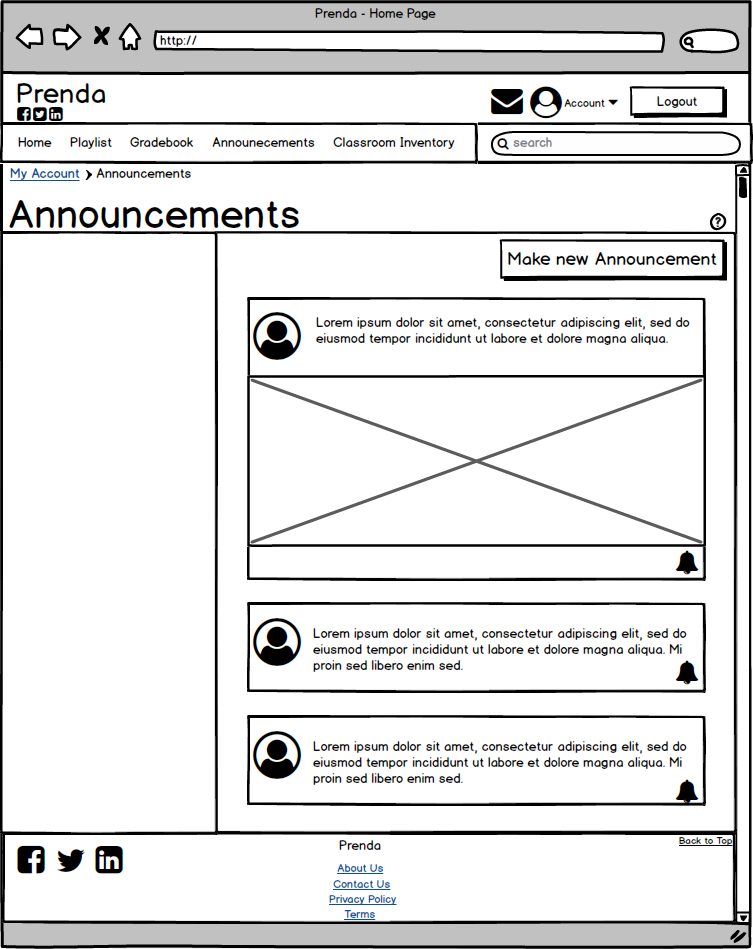 Prenda - Home Page
http://
Prenda
Account
Logout
Home Playlist Gradebook Announecements Classroom Inventory
search
My Account Announcements
Announcements
?
Make new Announcement
Lorem ipsum dolor sit amet, consectetur adipiscing elit, sed do
eiusmod tempor incididunt ut labore et dolore magna aliqua.
Lorem ipsum dolor sit amet, consectetur adipiscing elit, sed do
eiusmod tempor incididunt ut labore et dolore magna aliqua. Mi
proin sed libero enim sed.
Lorem ipsum dolor sit amet, consectetur adipiscing elit, sed do
eiusmod tempor incididunt ut labore et dolore magna aliqua. Mi
proin sed libero enim sed.
Back to Top
Prenda
About Us
Contact Us
Privacy Policy
Terms